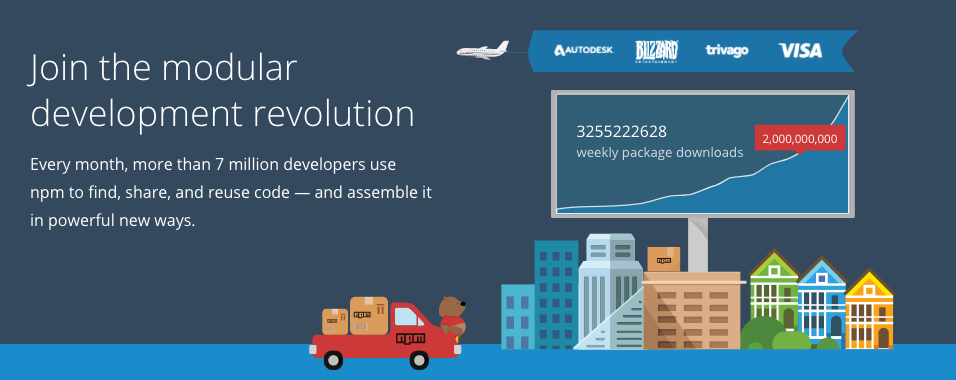 Join the modular
development revolution
Every month, more than 7 million developers use
npm to find, share, and reuse code — and assemble it
in powerful new ways.
AUTODESK BLIZZARD trivago VISA
ENTERTAINMENT
3255222628
weekly package downloads
2,000,000,000
npm
npm
npm
npm